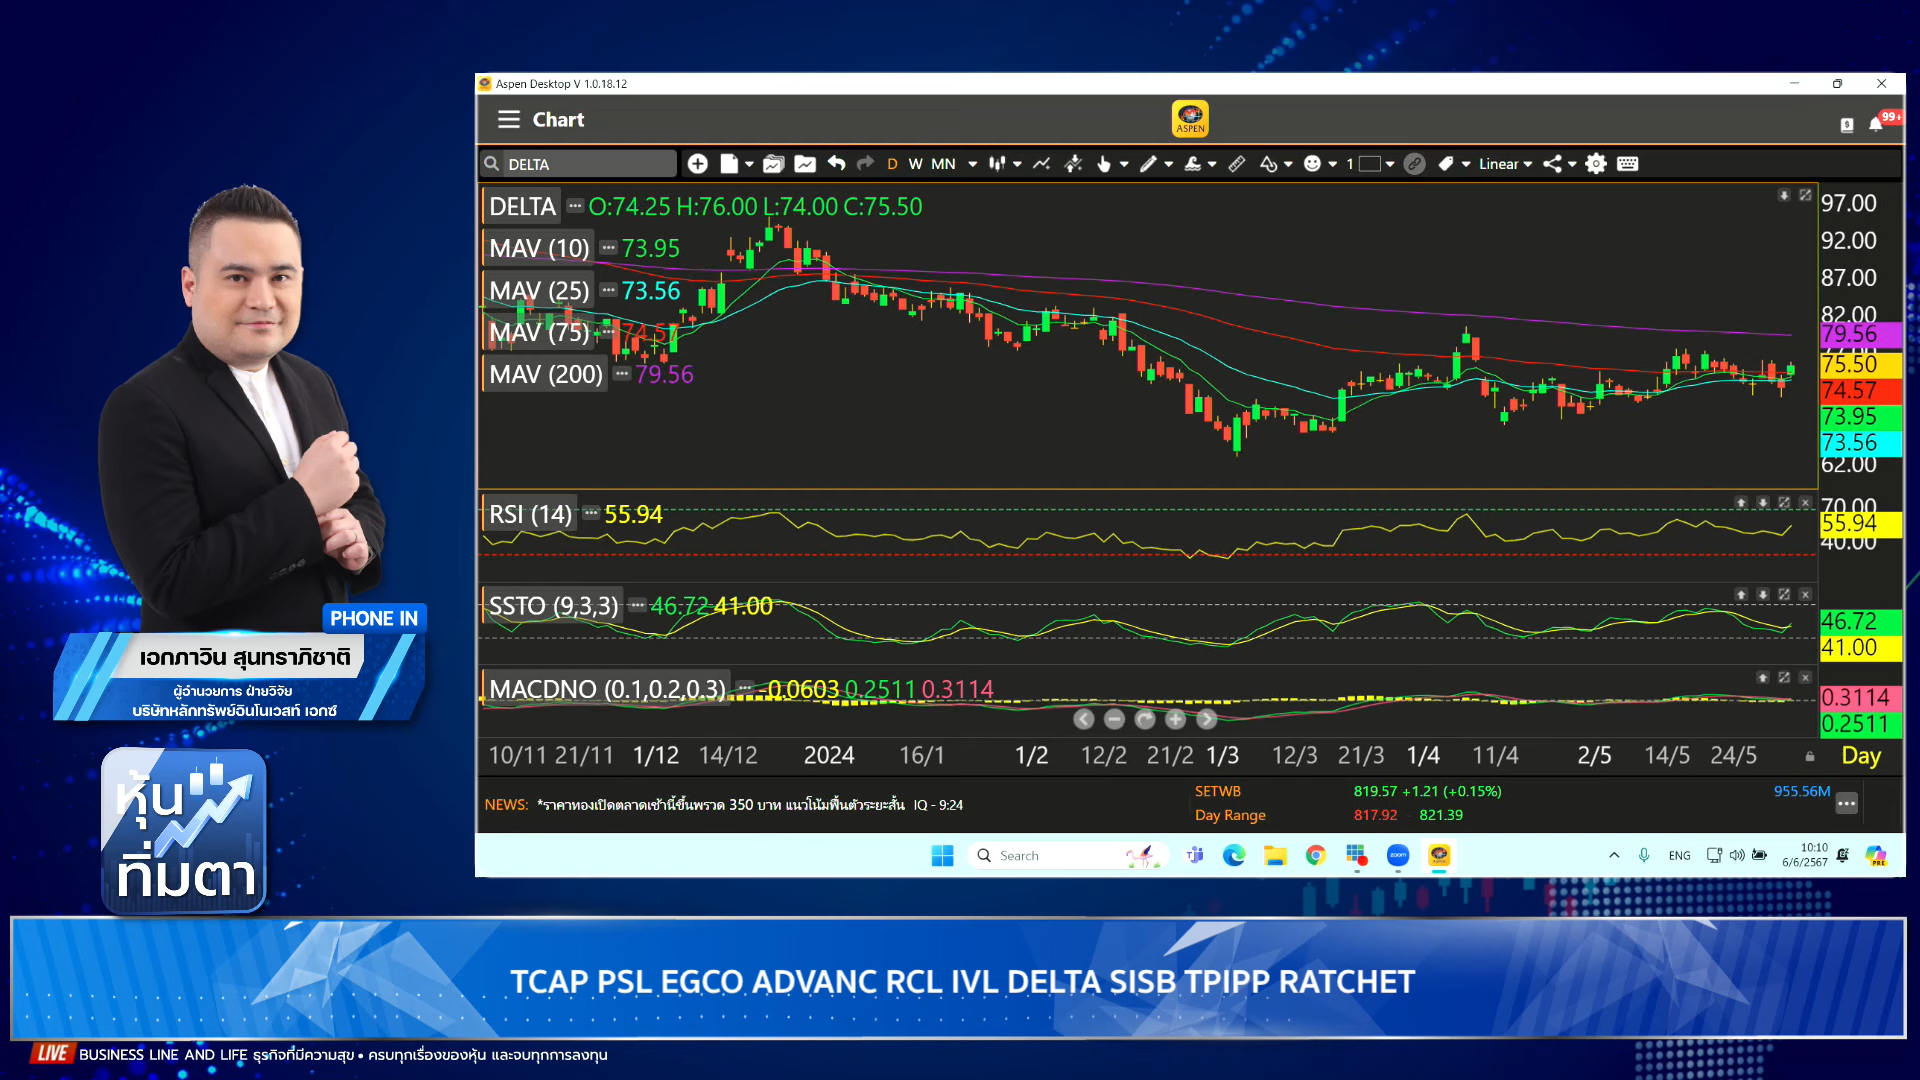 Aspen Desktop V 1.0.18.12
Chart
ASPEN
99+
DELTA
D W MN
1
Linear
DELTA O:74.25 H:76.00 L:74.00 C:75.50
MAV (10) 73.95
MAV (25) 73.56
MAV (75) 74.57
MAV (200) 79.56
97.00
92.00
87.00
82.00
79.56
75.50
74.57
73.95
73.56
62.00
RSI (14) 55.94
70.00
55.94
40.00
SSTO (9,3,3) 46.72 41.00
46.72
41.00
MACDNO (0.1,0.2,0.3) -0.0603 0.2511 0.3114
0.3114
0.2511
10/11 21/11 1/12 14/12 2024 16/1 1/2 12/2 21/2 1/3 12/3 21/3 1/4 11/4 2/5 14/5 24/5 Day
NEWS: *ราคาทองเปิดตลาดเช้านี้ขึ้นพรวด 350 บาท แนวโน้มฟื้นตัวระยะสั้น IQ - 9:24
SETWB 819.57 +1.21 (+0.15%) 955.56M
Day Range 817.92 - 821.39
Search
zoom
ENG
10:10
6/6/2567
PRE
PHONE IN
เอกภาวิน สุนทราภิชาติ
ผู้อำนวยการ ฝ่ายวิจัย
บริษัทหลักทรัพย์อินโนเวสท์ เอกซ์
หุ้น
ทิ่มตา
TCAP PSL EGCO ADVANC RCL IVL DELTA SISB TPIPP RATCHET
LIVE BUSINESS LINE AND LIFE ธุรกิจที่มีความสุข • ครบทุกเรื่องของหุ้น และจบทุกการลงทุน